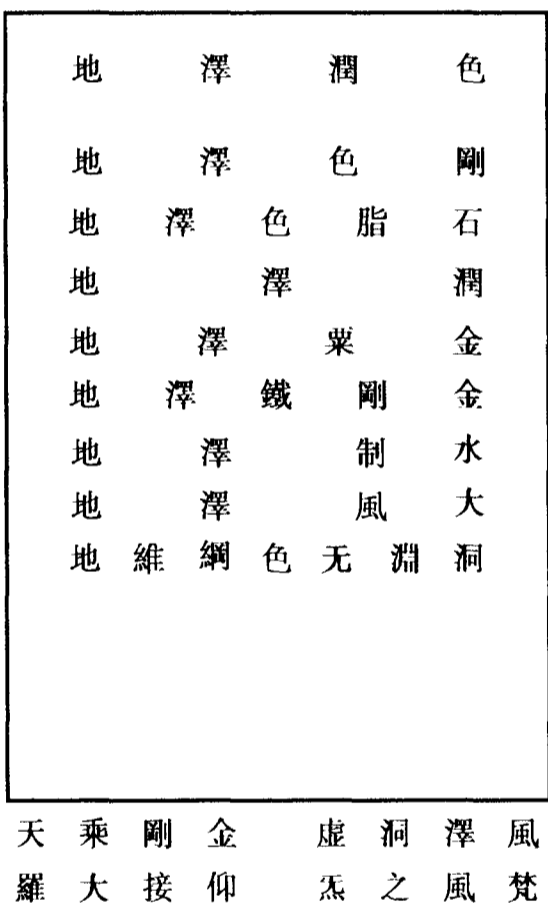 色潤澤地
剛色澤地
石脂色澤地
潤澤地
金粟澤地
金剛鐵澤地
水制澤地
大風澤地
洞淵无色綱維地
風澤洞虚 金剛乘天
梵風之炁 仰接大羅